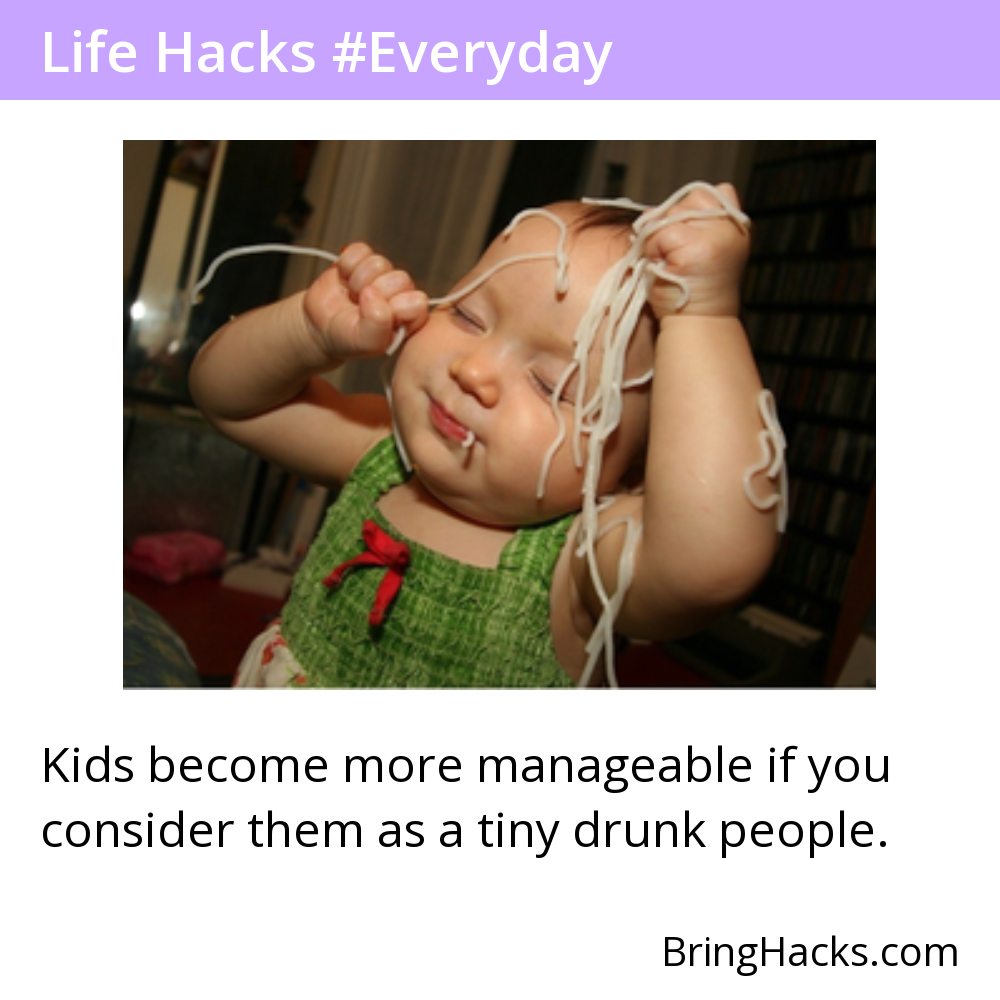 Life Hacks #Everyday
Kids become more manageable if you
consider them as a tiny drunk people.
BringHacks.com